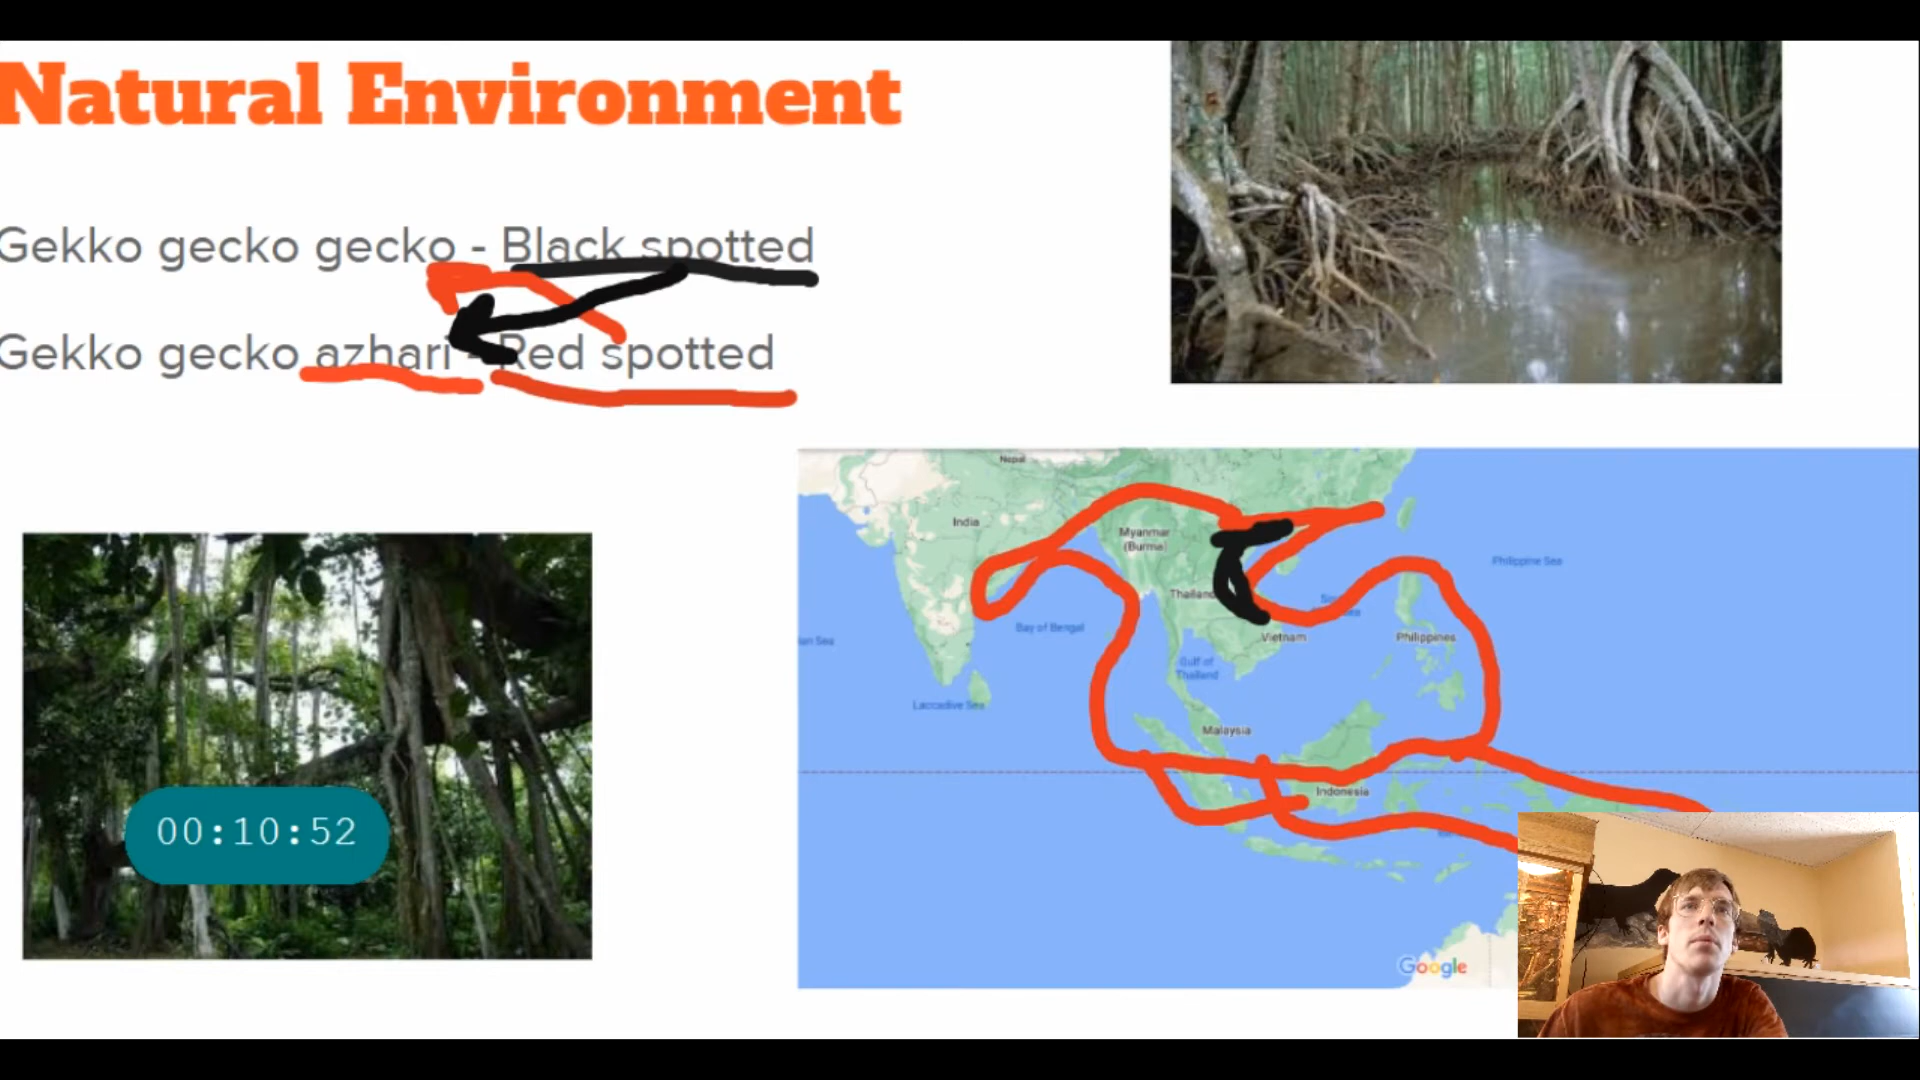 Natural Environment
Gekko gecko gecko - Black spotted
Gekko gecko azhari - Red spotted
Nepal
India
Myanmar
(Burma)
Philippine Sea
Thailand
Bay of Bengal
Vietnam
Philippines
Gulf of
Thailand
Laccadive Sea
Malaysia
Indonesia
00:10:52
Google